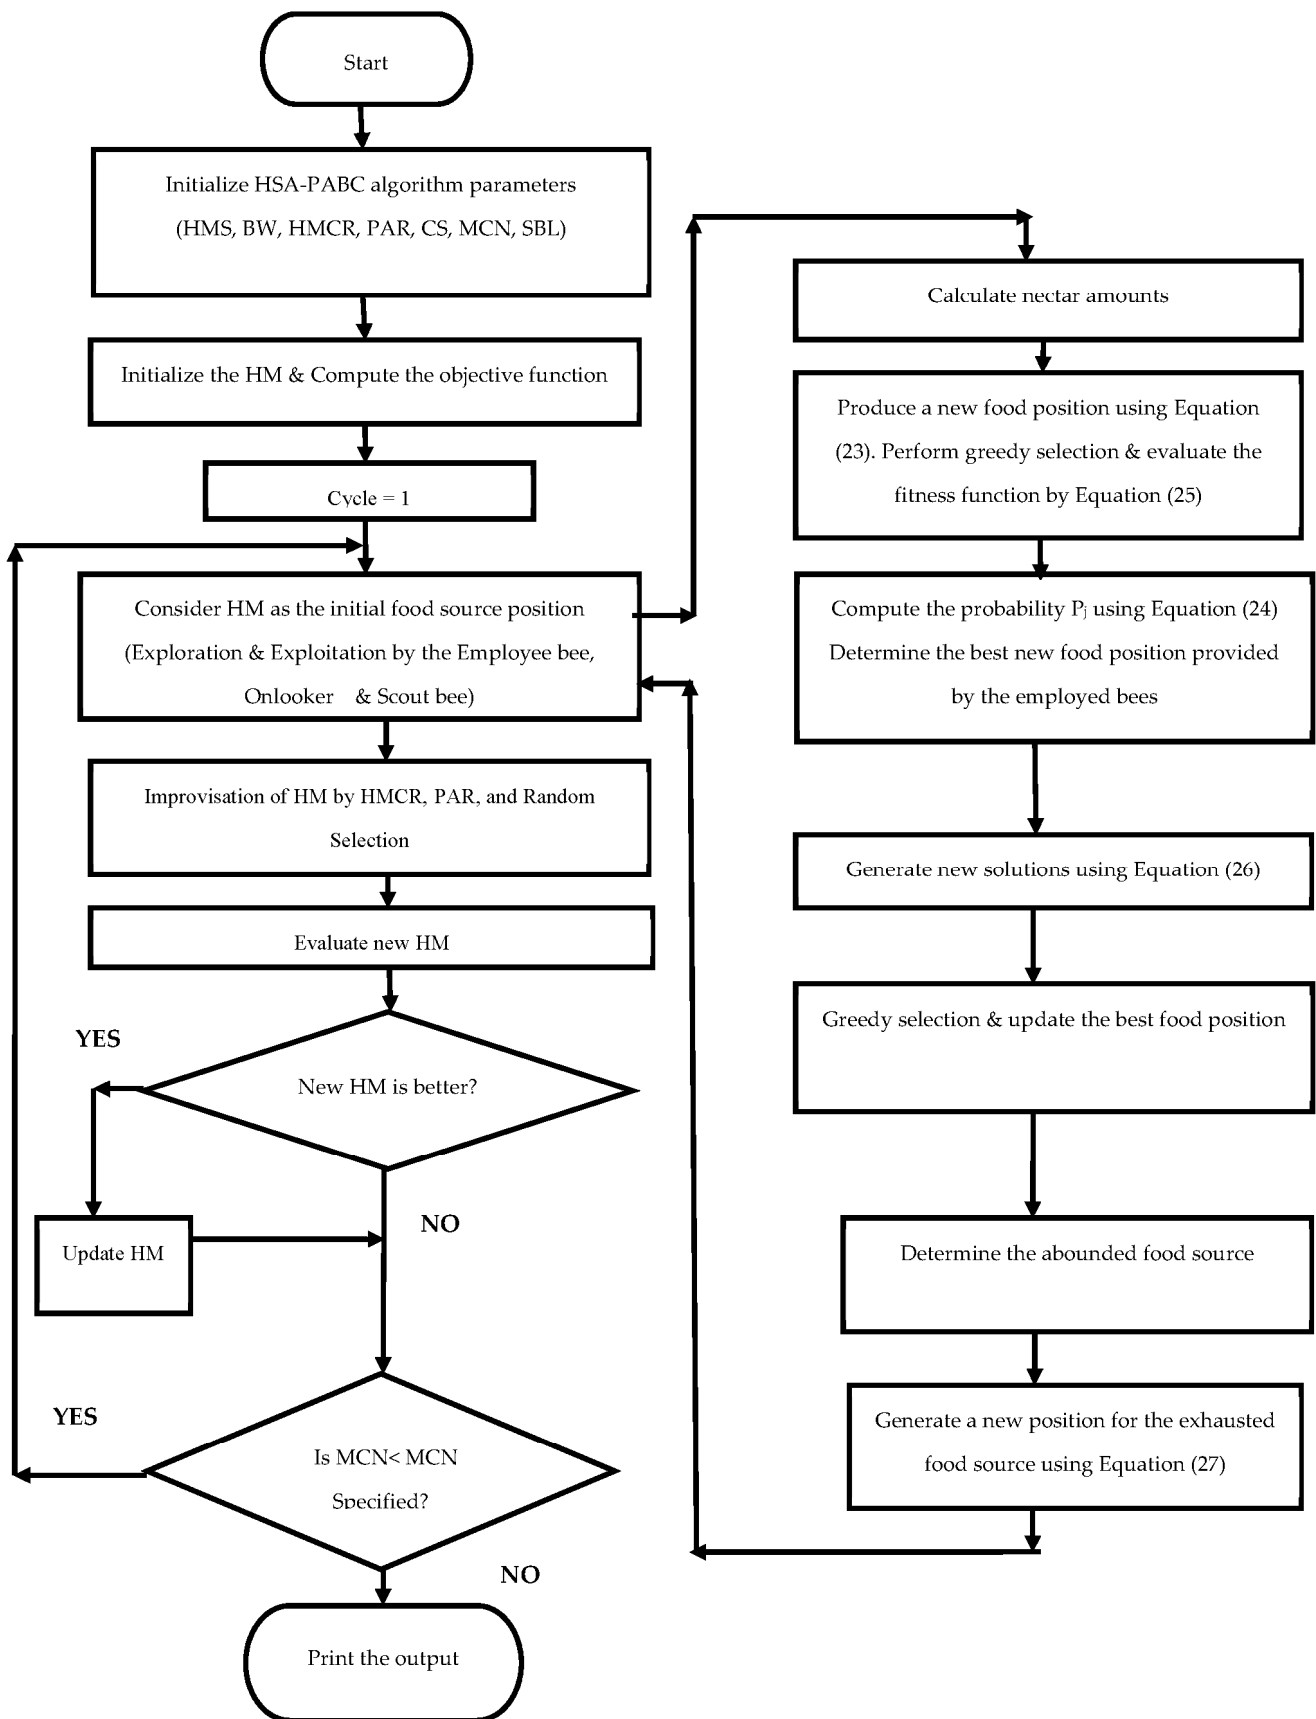 Start
Initialize HSA-PABC algorithm parameters
(HMS, BW, HMCR, PAR, CS, MCN, SBL)
Initialize the HM & Compute the objective function
Cycle = 1
Consider HM as the initial food source position
(Exploration & Exploitation by the Employee bee,
Onlooker & Scout bee)
Improvisation of HM by HMCR, PAR, and Random
Selection
Evaluate new HM
YES
New HM is better?
NO
Update HM
YES
Is MCN< MCN
Specified?
NO
Print the output
Calculate nectar amounts
Produce a new food position using Equation
(23). Perform greedy selection & evaluate the
fitness function by Equation (25)
Compute the probability Pj using Equation (24)
Determine the best new food position provided
by the employed bees
Generate new solutions using Equation (26)
Greedy selection & update the best food position
Determine the abounded food source
Generate a new position for the exhausted
food source using Equation (27)